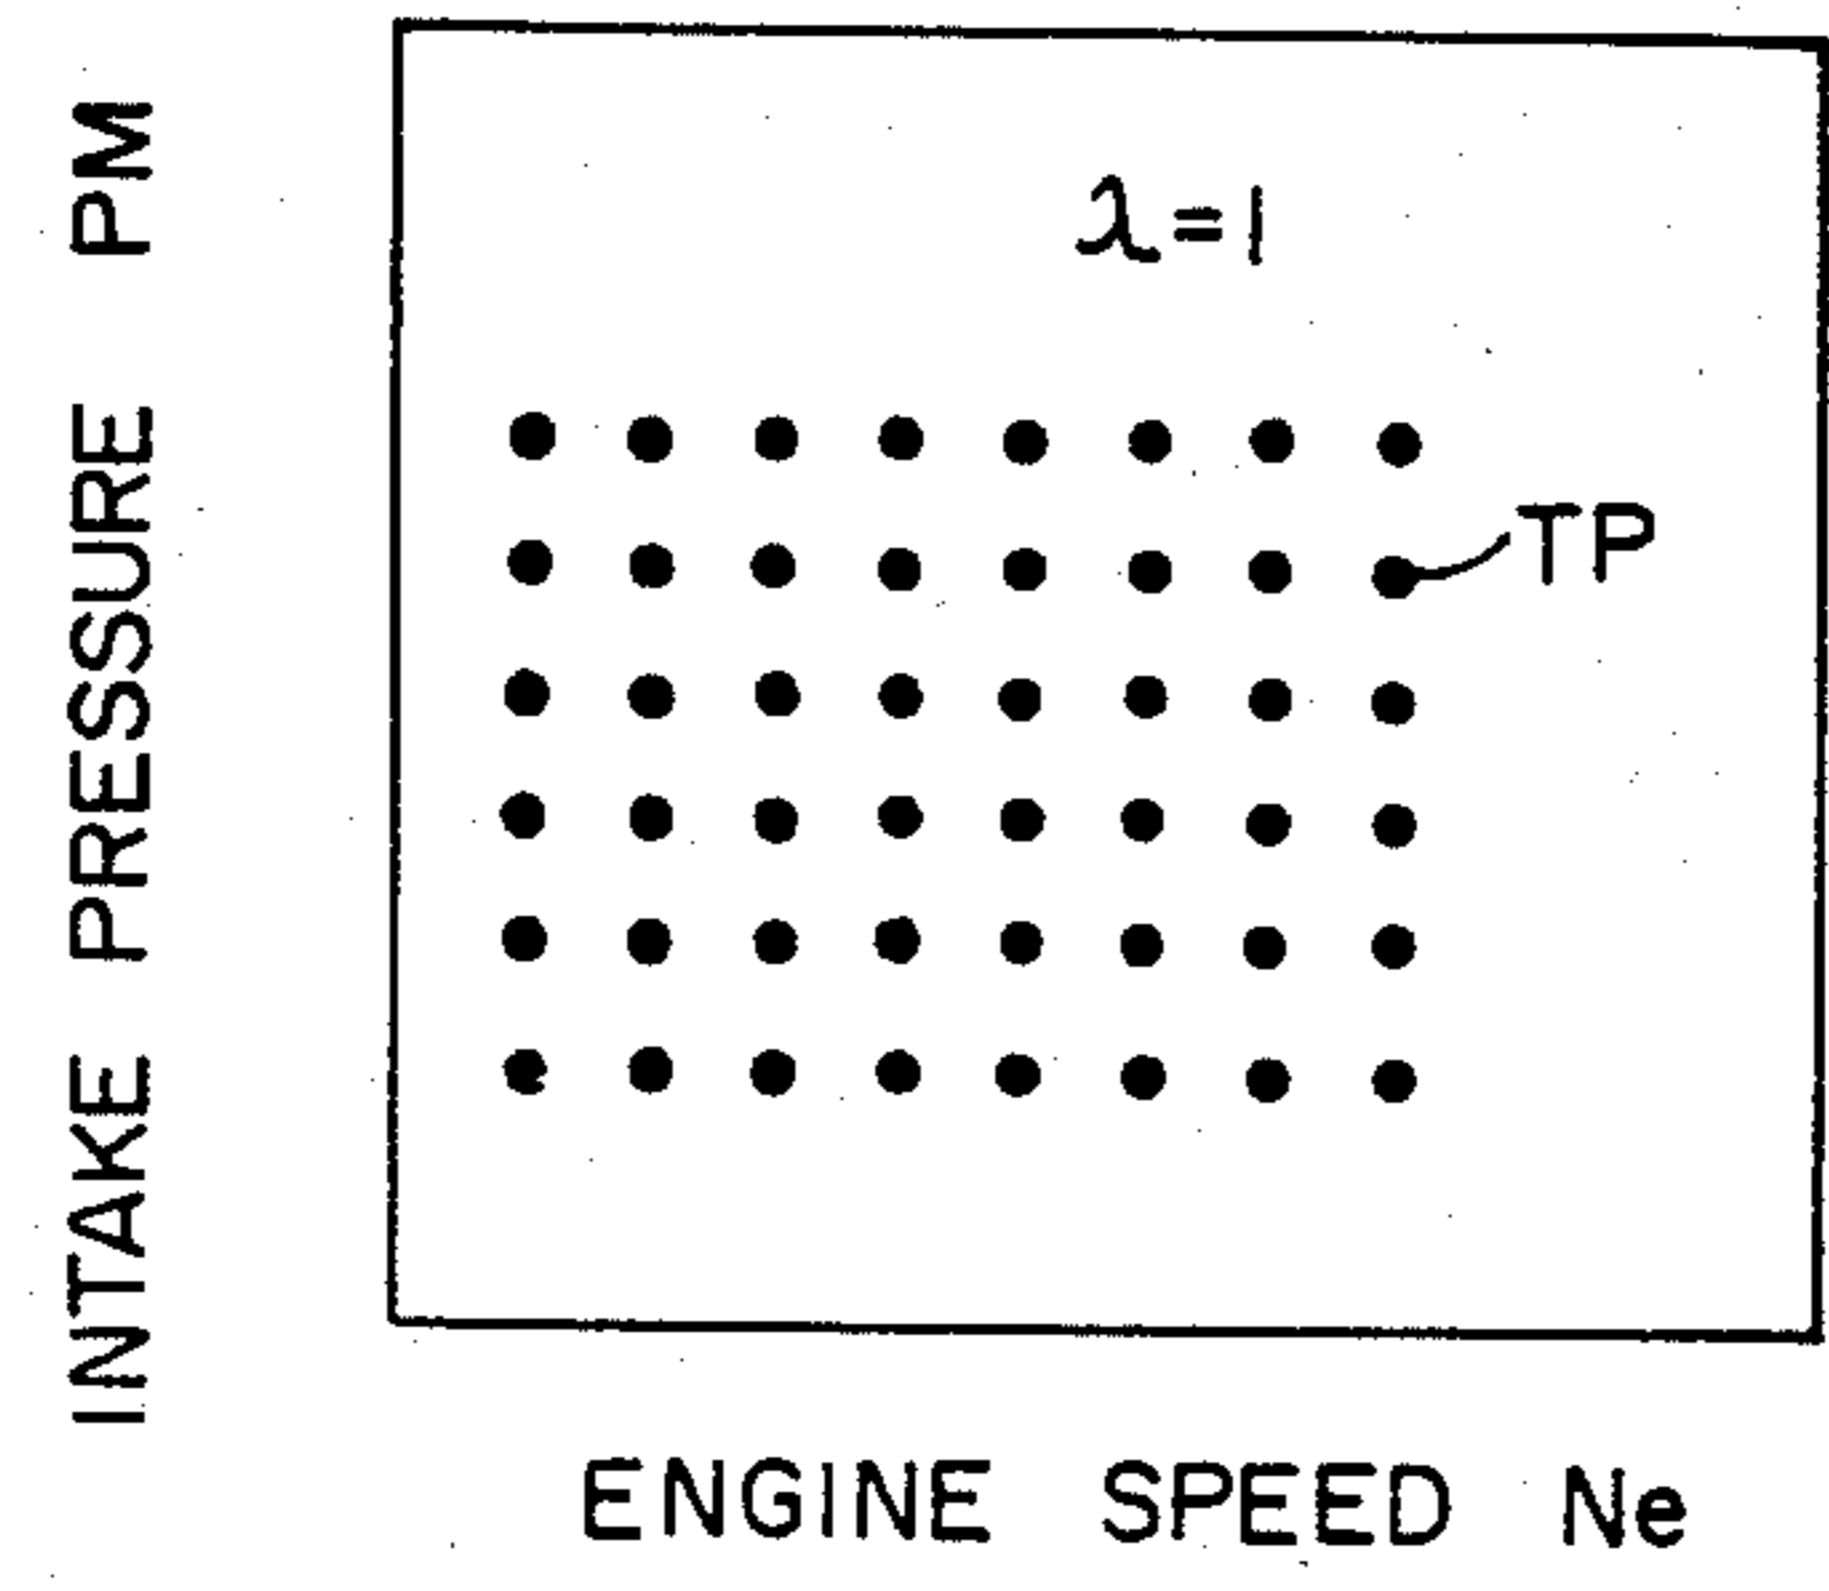 INTAKE PRESSURE PM
λ=1
TP
ENGINE SPEED Ne